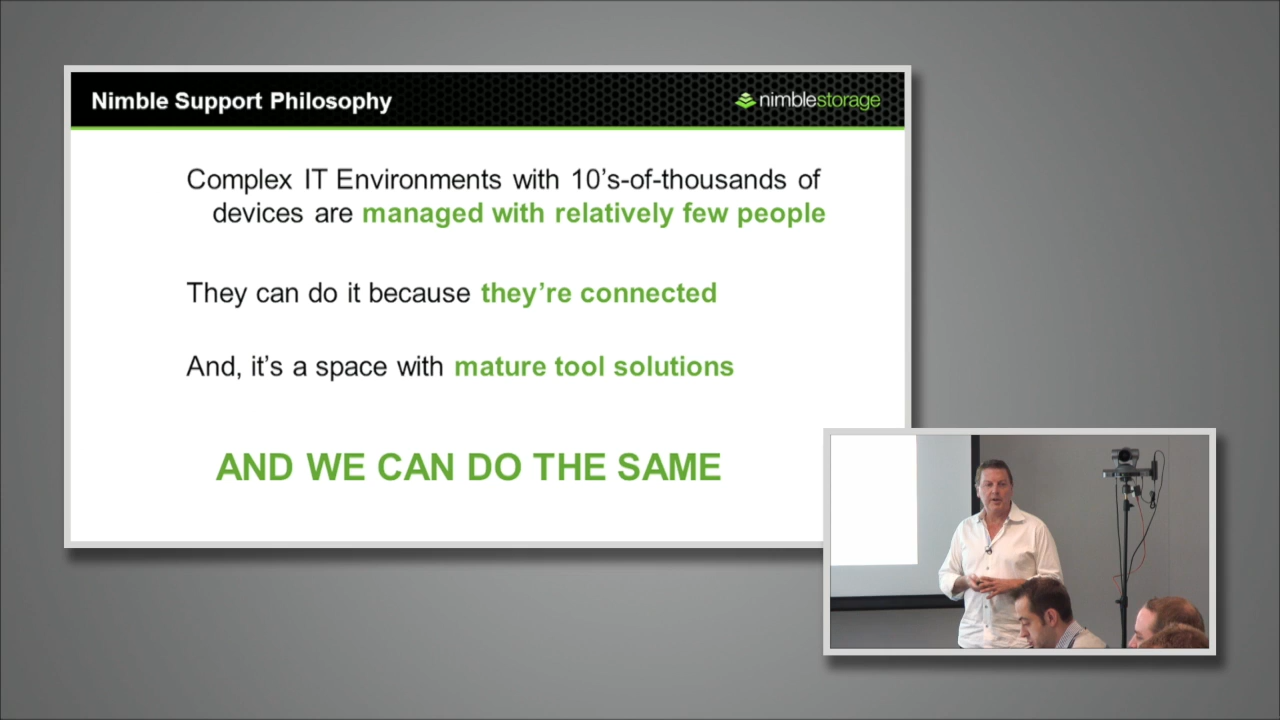 Nimble Support Philosophy
nimblestorage
Complex IT Environments with 10’s-of-thousands of
devices are managed with relatively few people
They can do it because they’re connected
And, it’s a space with mature tool solutions
AND WE CAN DO THE SAME